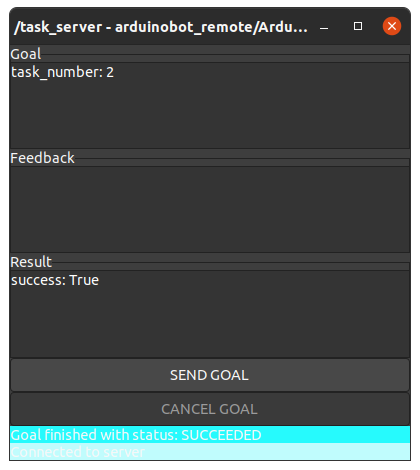 /task_server - arduinobot_remote/Ardu...
Goal
task_number: 2
Feedback
Result
success: True
SEND GOAL
CANCEL GOAL
Goal finished with status: SUCCEEDED
Connected to server